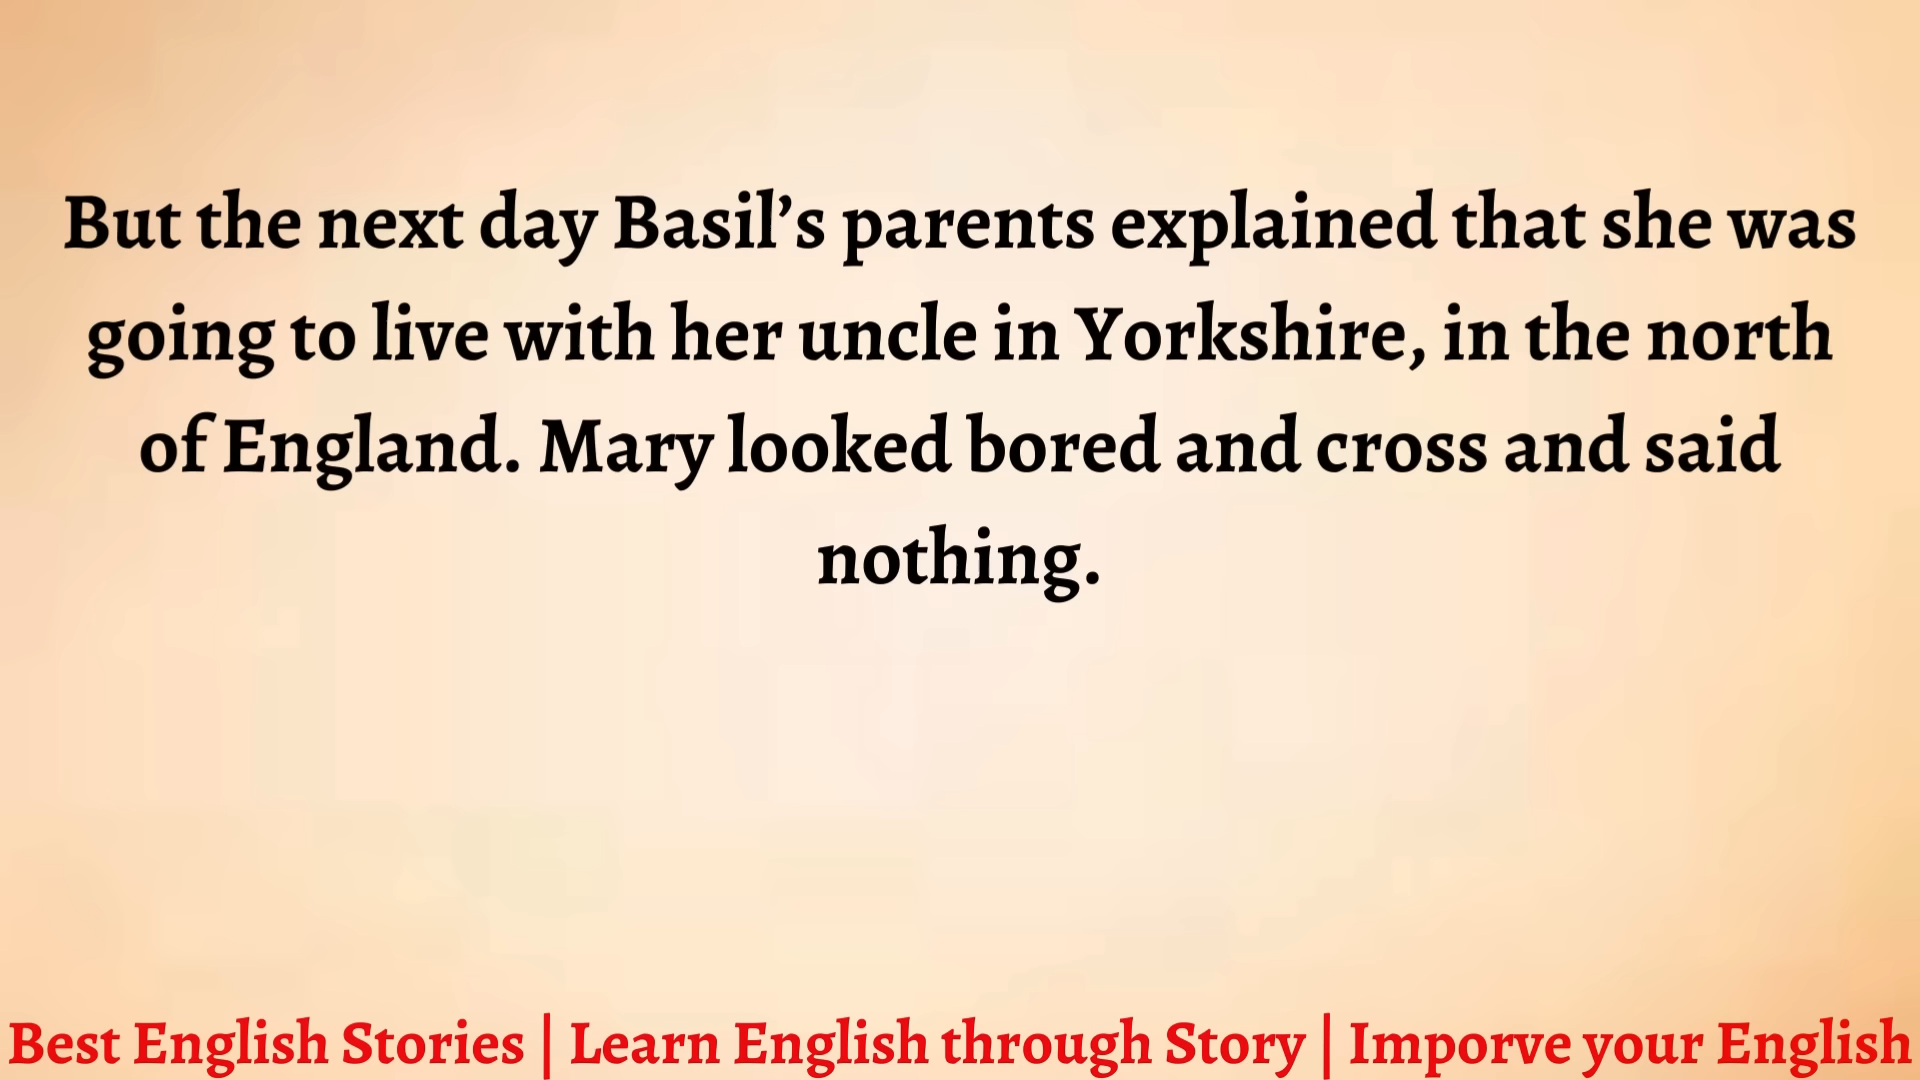 But the next day Basil’s parents explained that she was
going to live with her uncle in Yorkshire, in the north
of England. Mary looked bored and cross and said
nothing.
Best English Stories | Learn English through Story | Imporve your English